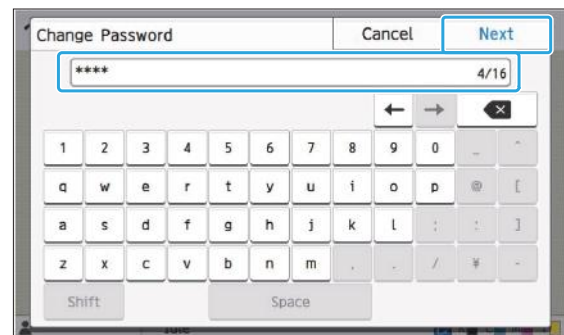 Change Password Cancel Next
**** 4/16
← →
1 2 3 4 5 6 7 8 9 0 _ ^
q w e r t y u i o p @ [
a s d f g h j k l ; : ]
z x c v b n m , . / ¥ -
Shift Space